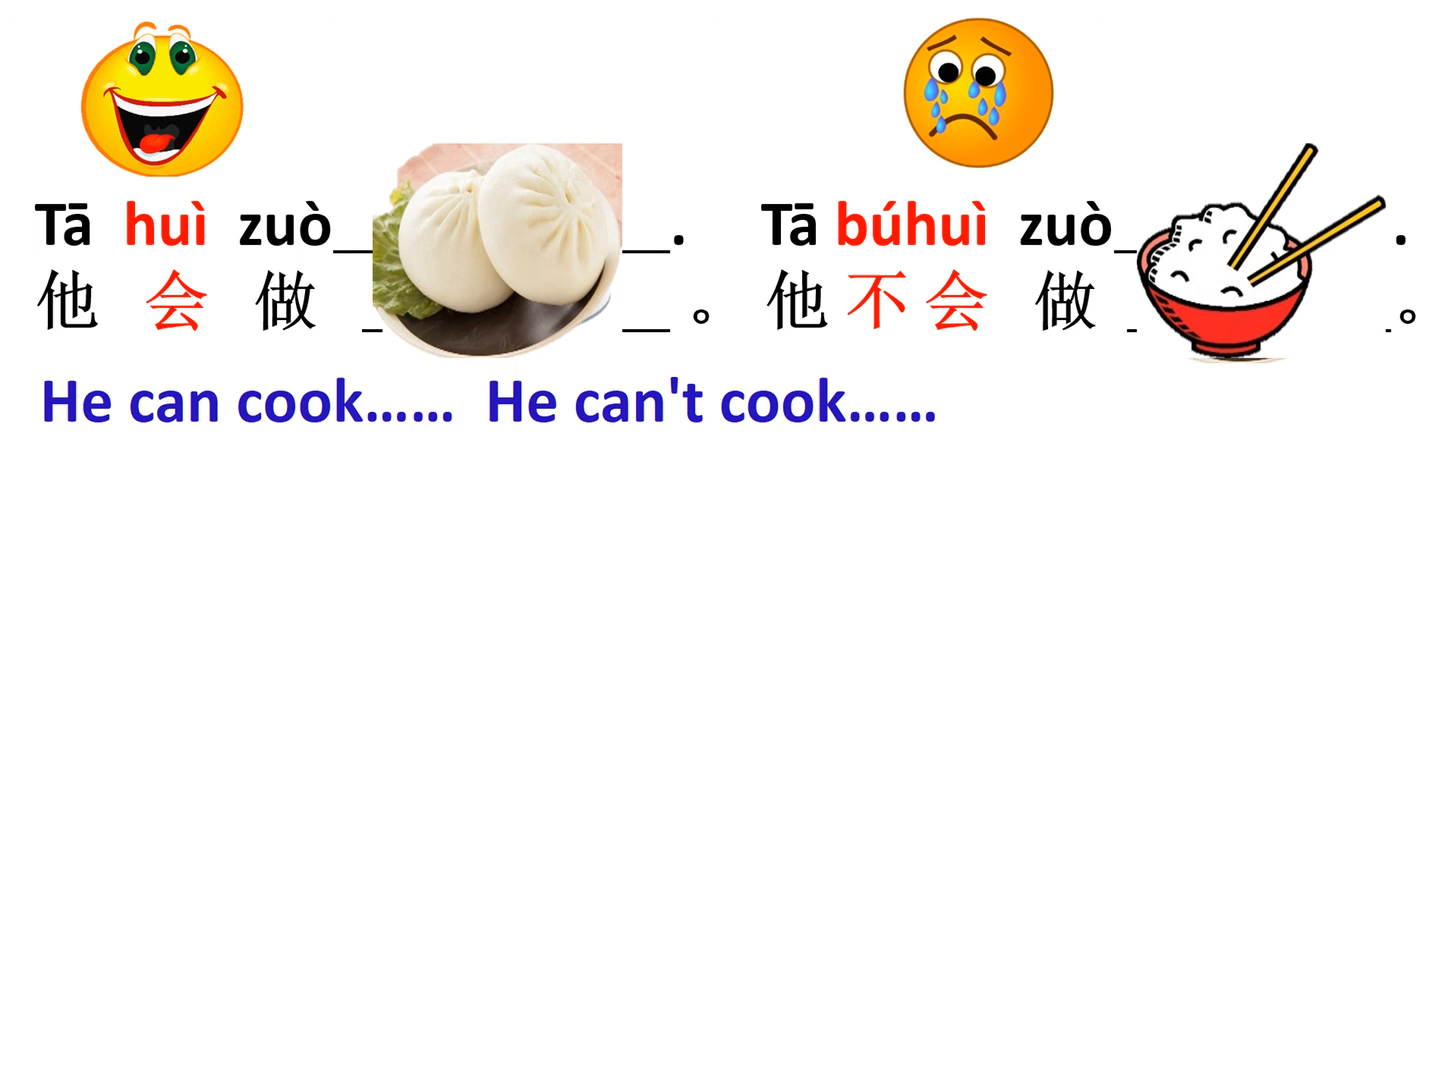 Tā huì zuò__ __. Tā búhuì zuò_ .
他 会 做 _ __ 。 他 不 会 做 - -。
He can cook…… He can't cook……